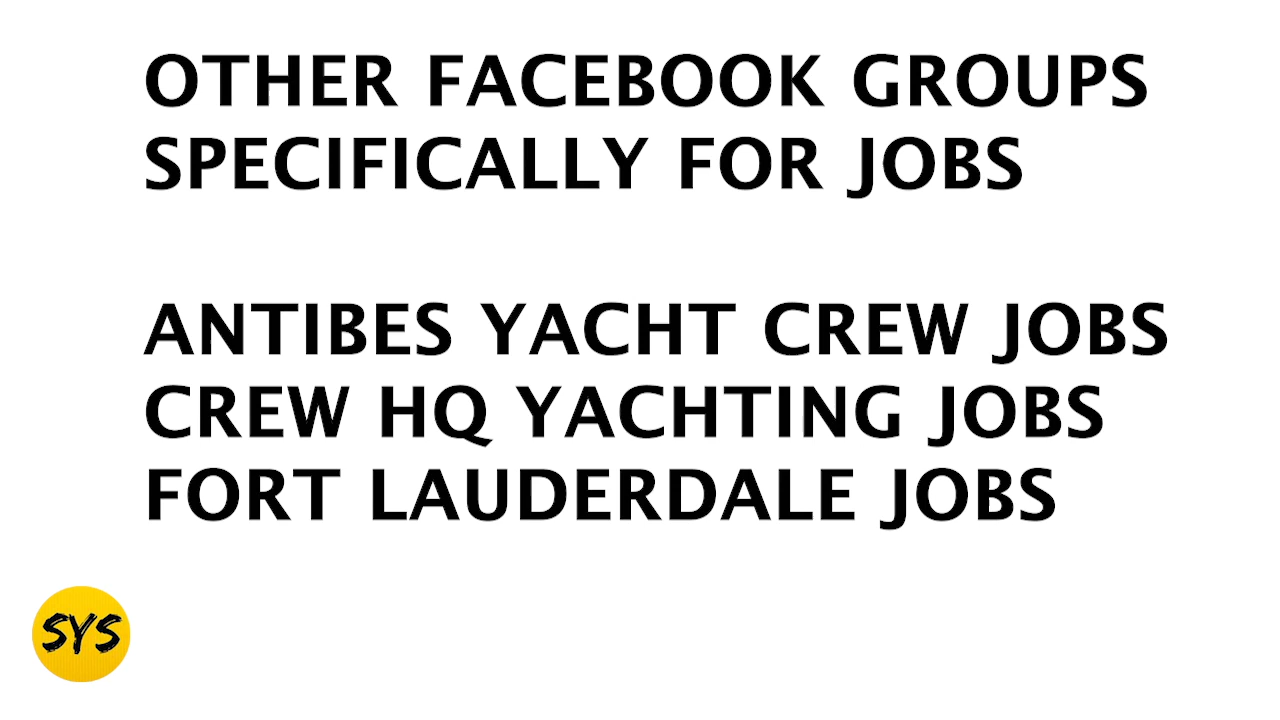 OTHER FACEBOOK GROUPS
SPECIFICALLY FOR JOBS
ANTIBES YACHT CREW JOBS
CREW HQ YACHTING JOBS
FORT LAUDERDALE JOBS
SYS